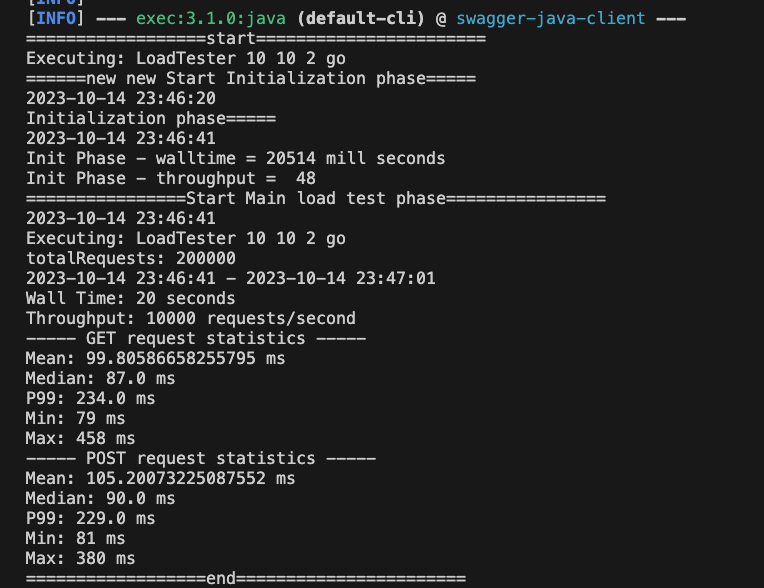 [INFO]
[INFO] --- exec:3.1.0:java (default-cli) @ swagger-java-client ---
==================start=======================
Executing: LoadTester 10 10 2 go
======new new Start Initialization phase=====
2023-10-14 23:46:20
Initialization phase=====
2023-10-14 23:46:41
Init Phase - walltime = 20514 mill seconds
Init Phase - throughput =  48
================Start Main load test phase================
2023-10-14 23:46:41
Executing: LoadTester 10 10 2 go
totalRequests: 200000
2023-10-14 23:46:41 - 2023-10-14 23:47:01
Wall Time: 20 seconds
Throughput: 10000 requests/second
----- GET request statistics -----
Mean: 99.80586658255795 ms
Median: 87.0 ms
P99: 234.0 ms
Min: 79 ms
Max: 458 ms
----- POST request statistics -----
Mean: 105.20073225087552 ms
Median: 90.0 ms
P99: 229.0 ms
Min: 81 ms
Max: 380 ms
==================end=======================